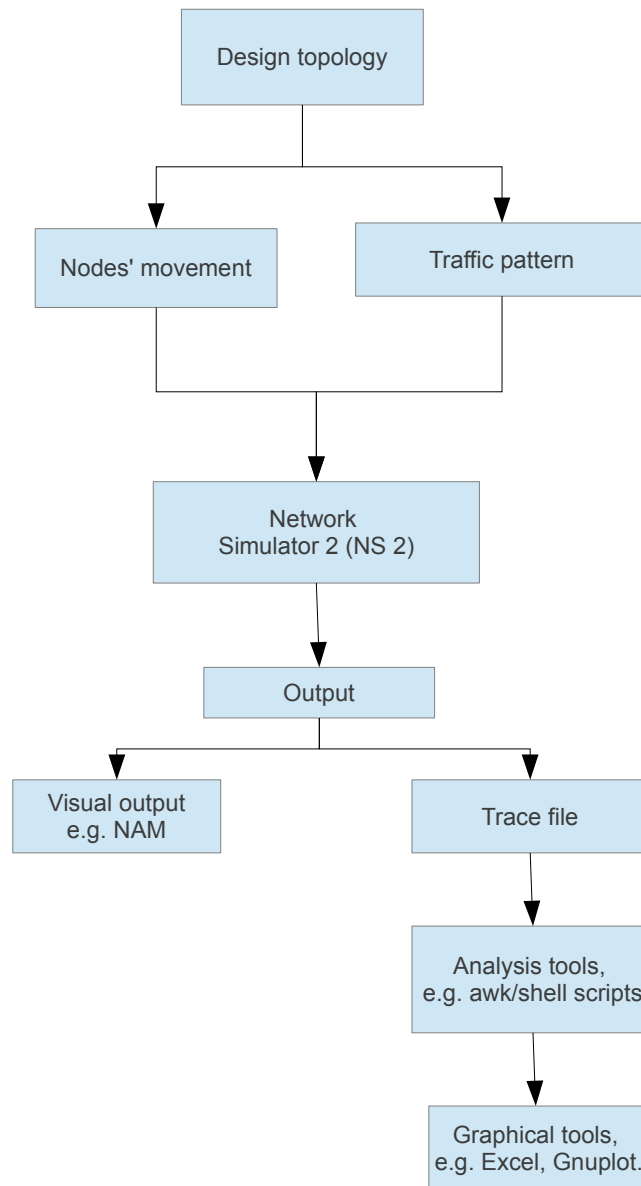 Design topology
Nodes' movement
Traffic pattern
Network
Simulator 2 (NS 2)
Output
Visual output
e.g. NAM
Trace file
Analysis tools,
e.g. awk/shell scripts
Graphical tools,
e.g. Excel, Gnuplot.